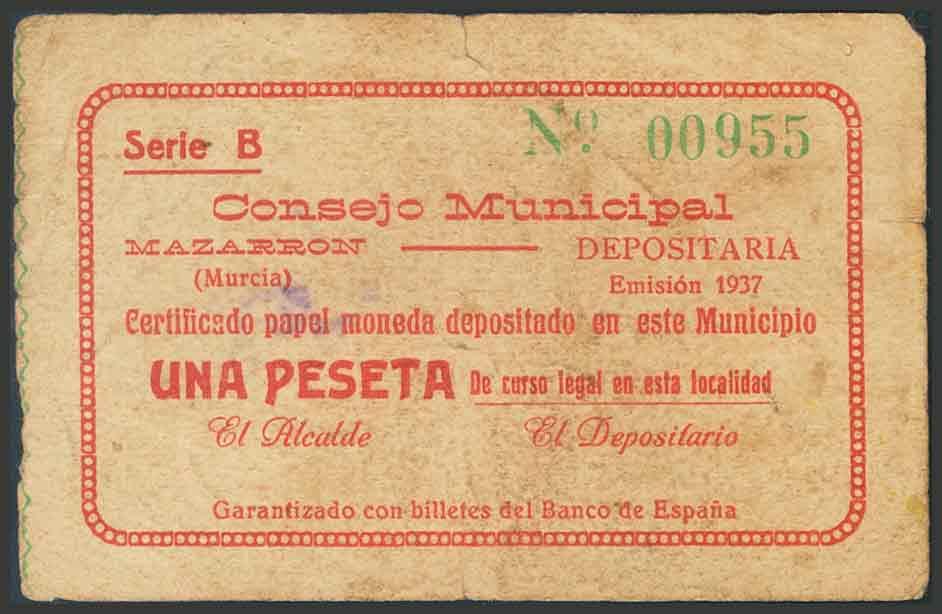 Serie B
Nº. 00955
Consejo Municipal
MAZARRON DEPOSITARIA
(Murcia) Emisión 1937
Certificado papel moneda depositado en este Municipio
UNA PESETA De curso legal en esta localidad
El Alcalde El Depositario
Garantizado con billetes del Banco de España